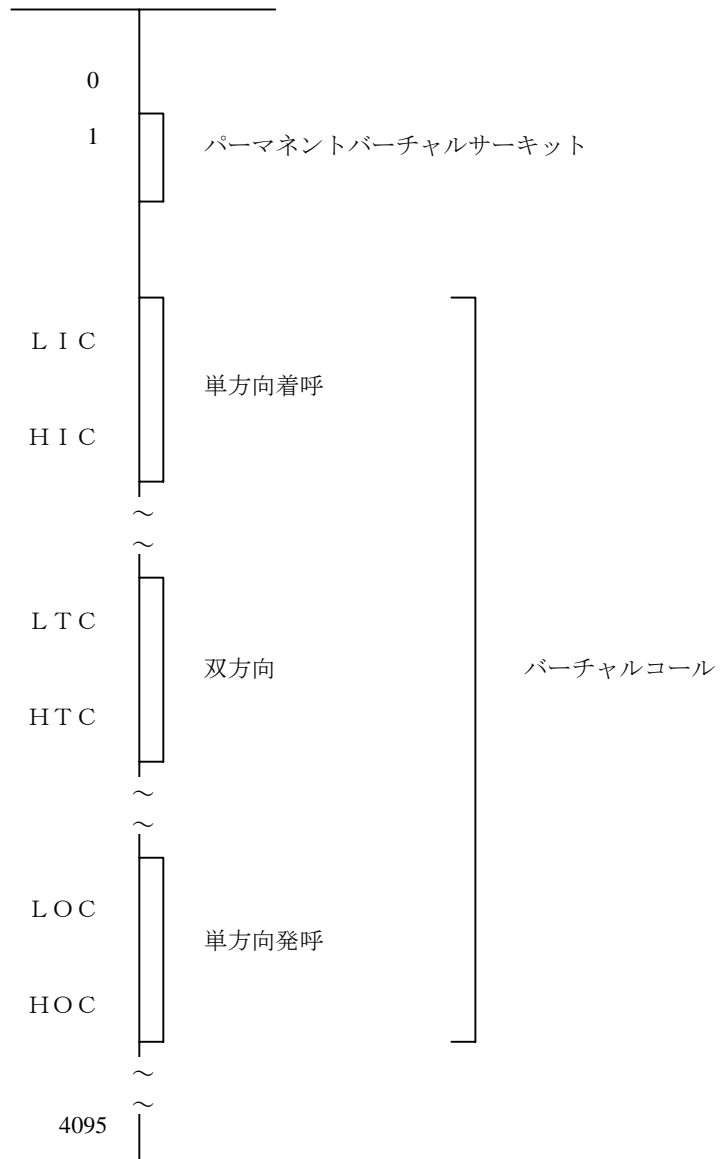 0
1
パーマネントバーチャルサーキット
ＬＩＣ
単方向着呼
ＨＩＣ
～
～
ＬＴＣ
双方向
バーチャルコール
ＨＴＣ
～
～
ＬＯＣ
単方向発呼
ＨＯＣ
～
～
4095